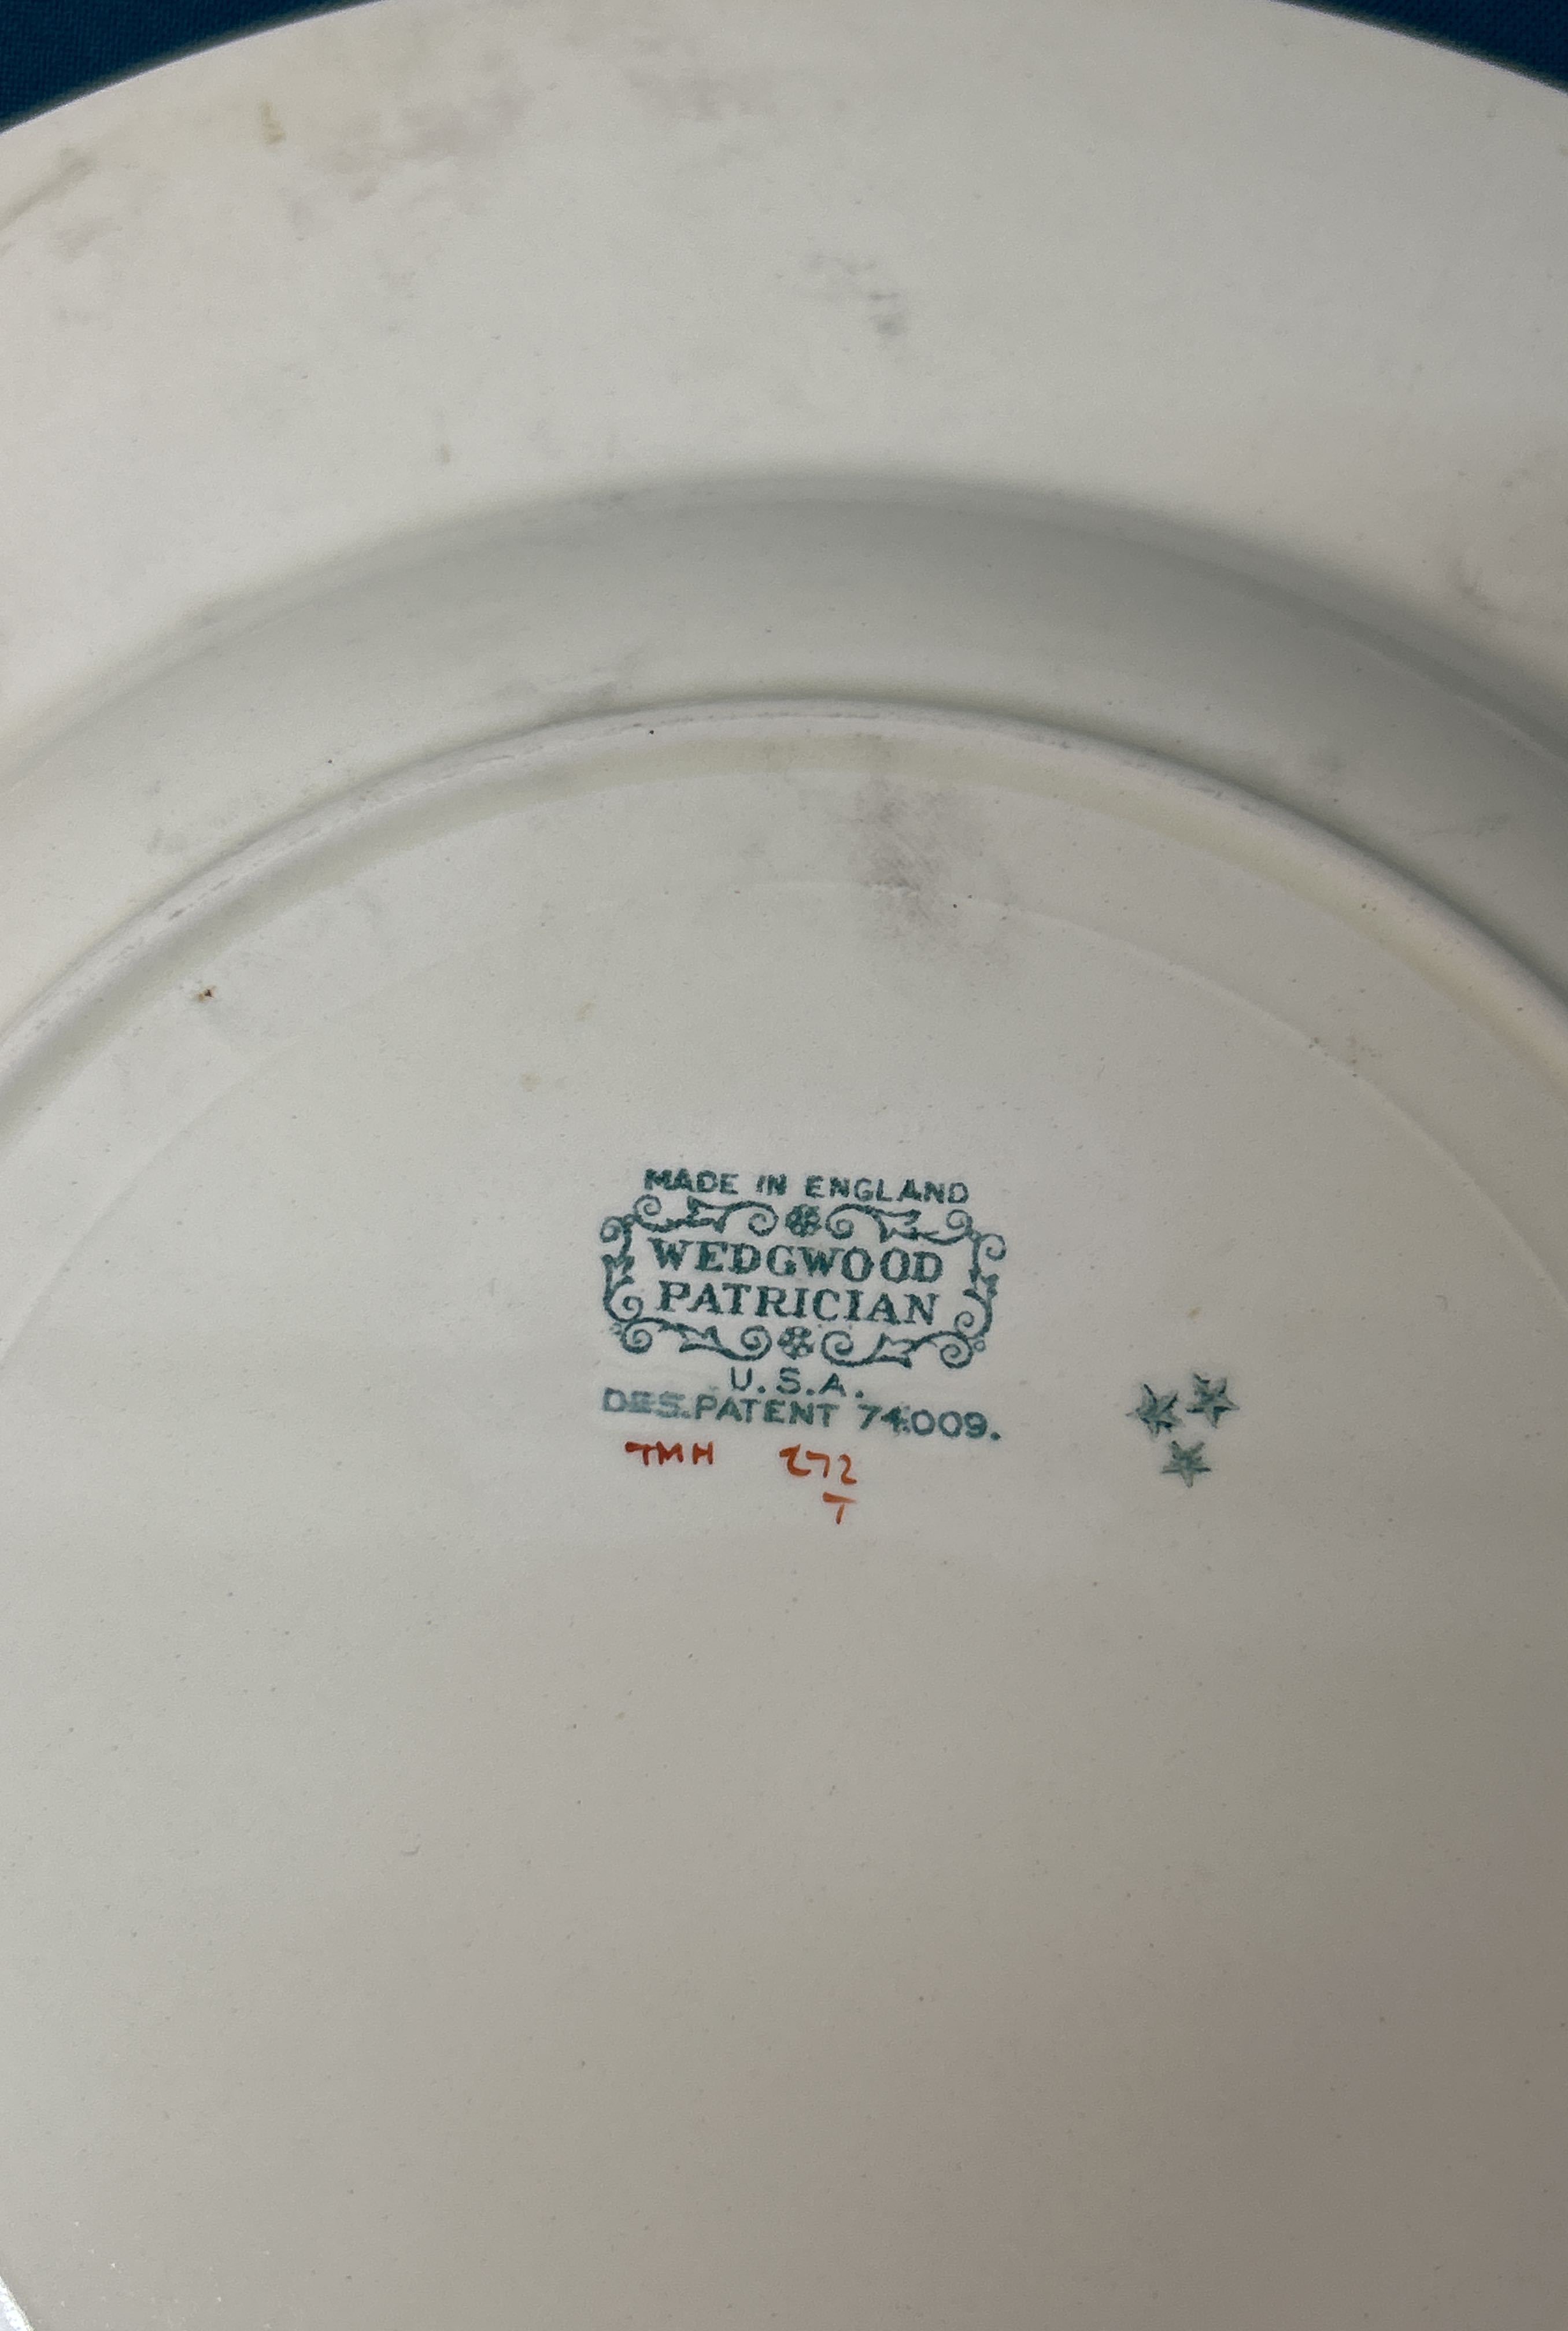 MADE IN ENGLAND
WEDGWOOD
PATRICIAN
U.S.A.
DES.PATENT 74009.
TMH 272
T